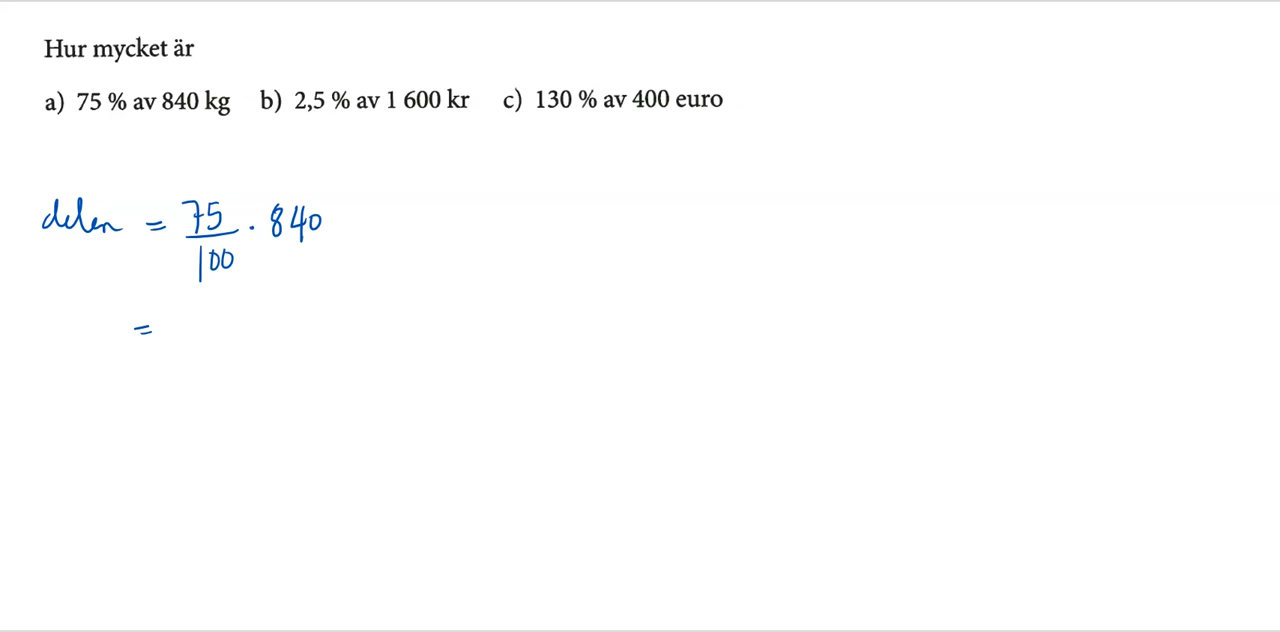 Hur mycket är
a) 75 % av 840 kg b) 2,5 % av 1 600 kr c) 130 % av 400 euro
delen = 75/100 · 840
=